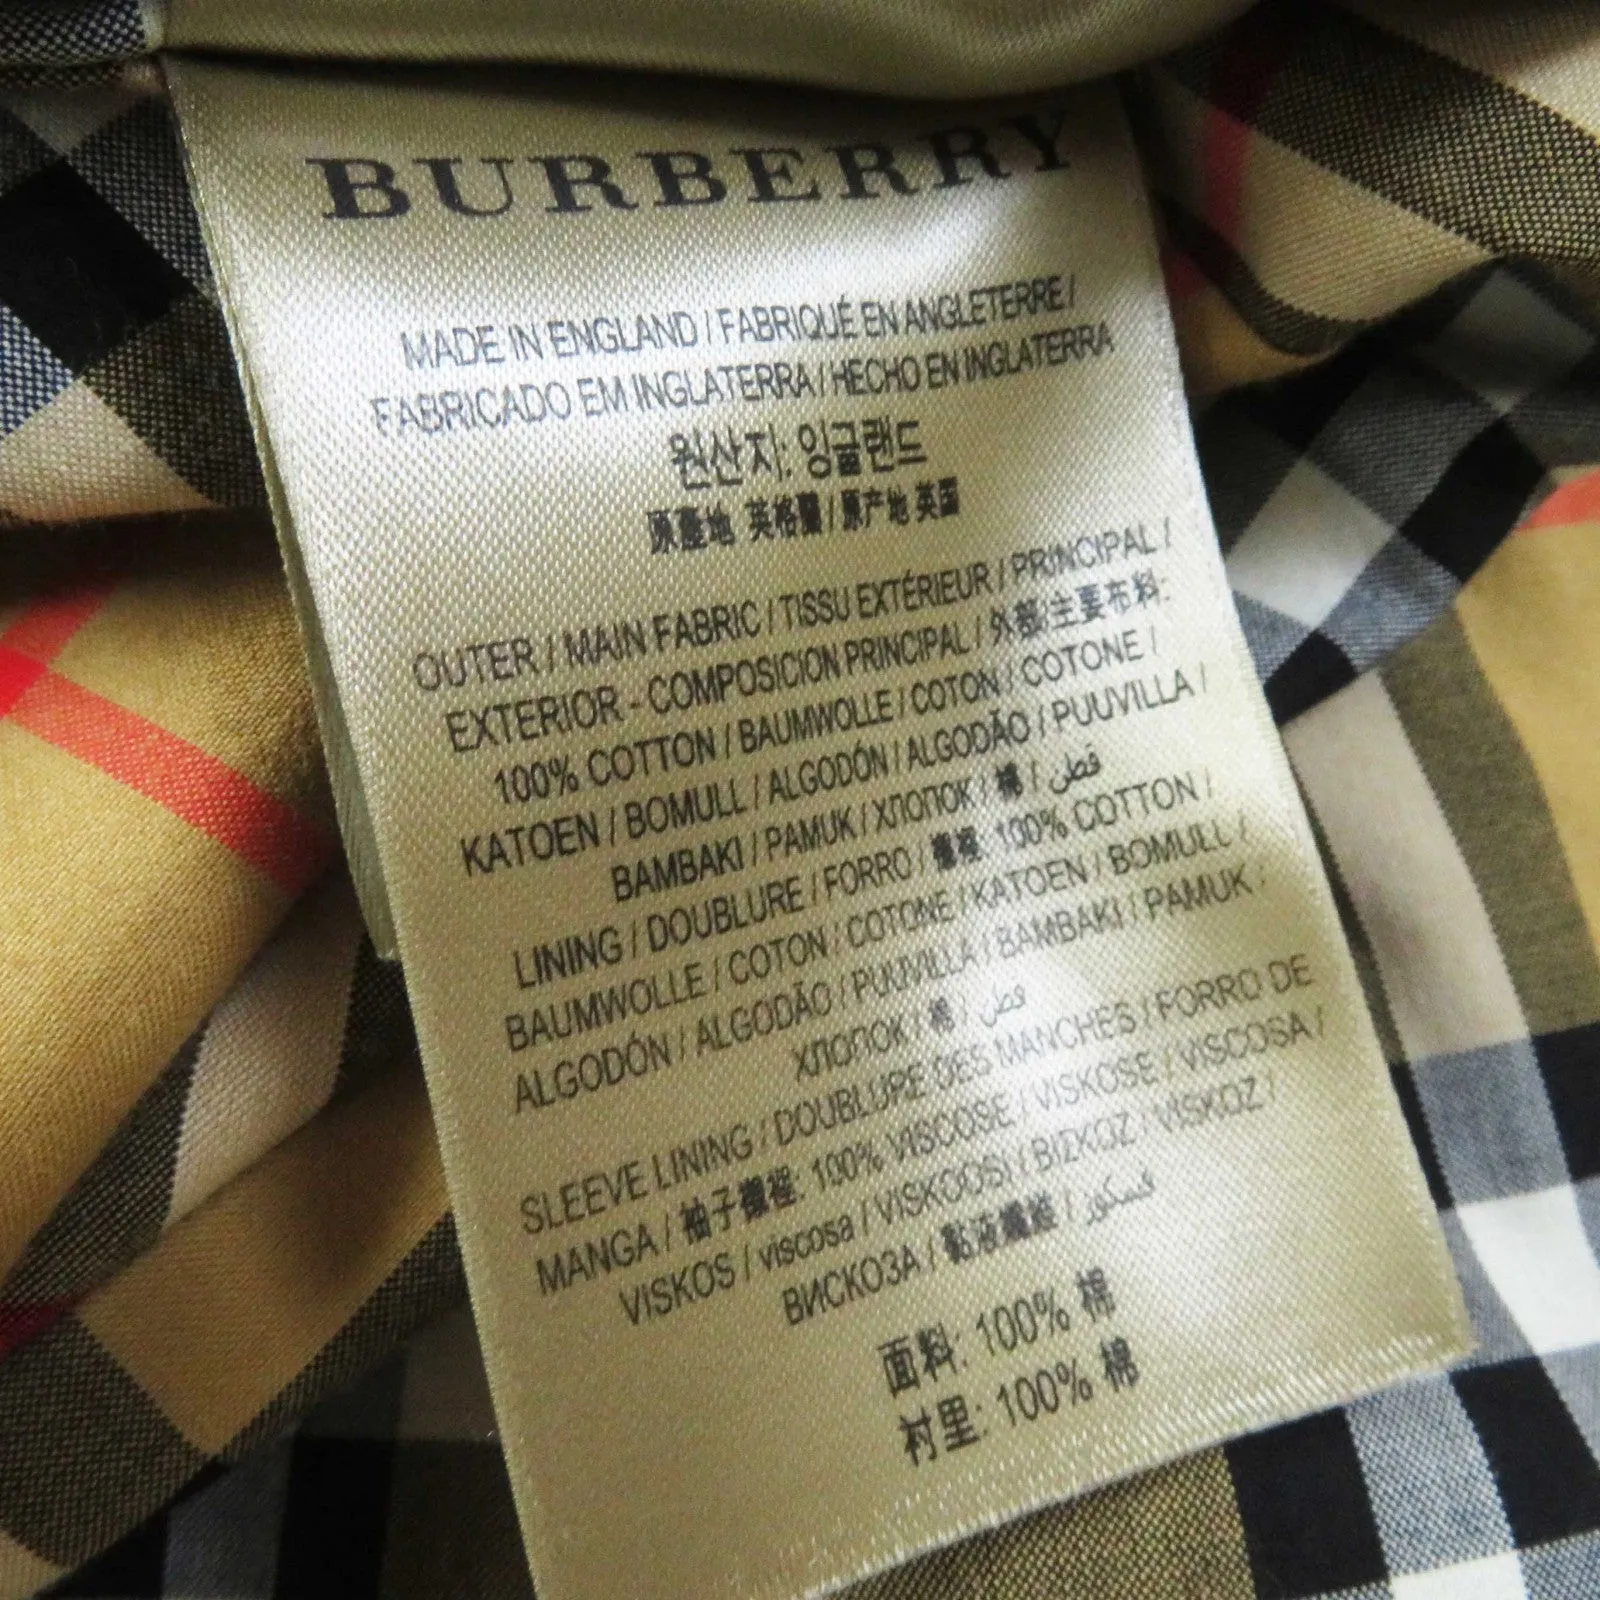 BURBERRY
MADE IN ENGLAND / FABRIQUÉ EN ANGLETERRE /
FABRICADO EM INGLATERRA / HECHO EN INGLATERRA
원산지: 잉글랜드
原產地 英格蘭 / 原产地 英国
OUTER / MAIN FABRIC / TISSU EXTÉRIEUR / PRINCIPAL /
EXTERIOR - COMPOSICION PRINCIPAL / 外部/主要布料:
100% COTTON / BAUMWOLLE / COTON / COTONE /
KATOEN / BOMULL / ALGODÓN / ALGODÃO / PUUVILLA /
BAMBAKI / PAMUK / ХЛОПОК / 棉 / قطن
LINING / DOUBLURE / FORRO / 襯裡: 100% COTTON /
BAUMWOLLE / COTON / COTONE / KATOEN / BOMULL /
ALGODÓN / ALGODÃO / PUUVILLA / BAMBAKI / PAMUK /
ХЛОПОК / 棉 / قطن
SLEEVE LINING / DOUBLURE DES MANCHES / FORRO DE
MANGA / 袖子襯裡: 100% VISCOSE / VISKOSE / VISCOSA /
VISKOS / viscosa / VISKOOSI / ΒΙΣΚΟΖ / VİSKOZ /
ВИСКОЗА / 黏液纖維 / فسكوز
面料: 100% 棉
衬里: 100% 棉